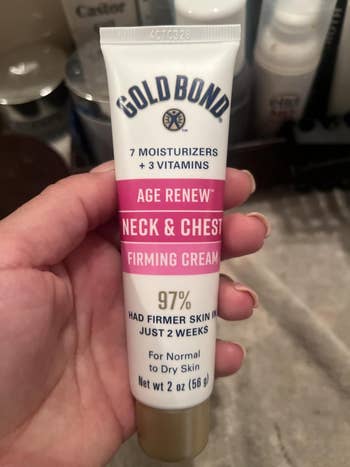 Castor
GOLD BOND
7 MOISTURIZERS
+ 3 VITAMINS
AGE RENEW™
NECK & CHEST
FIRMING CREAM
97%
HAD FIRMER SKIN IN
JUST 2 WEEKS
For Normal
to Dry Skin
Net wt 2 oz (56 g)